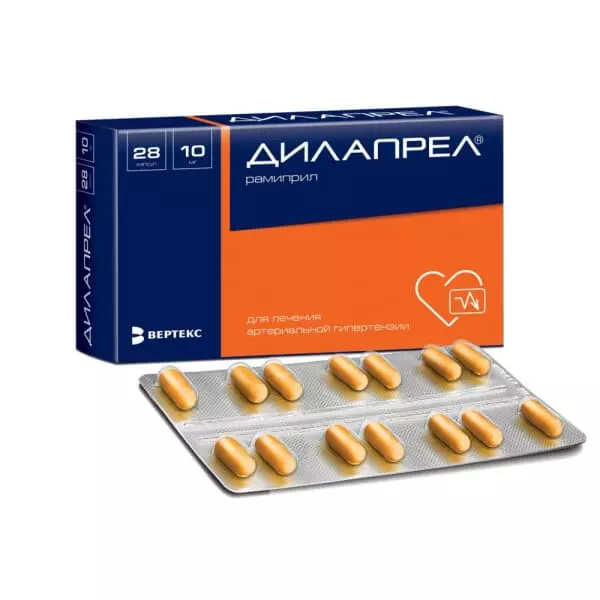 28 10 ДИЛАПРЕЛ®
капсул мг
рамиприл
для лечения
артериальной гипертензии
ВЕРТЕКС
ДИЛАПРЕЛ® 28 10